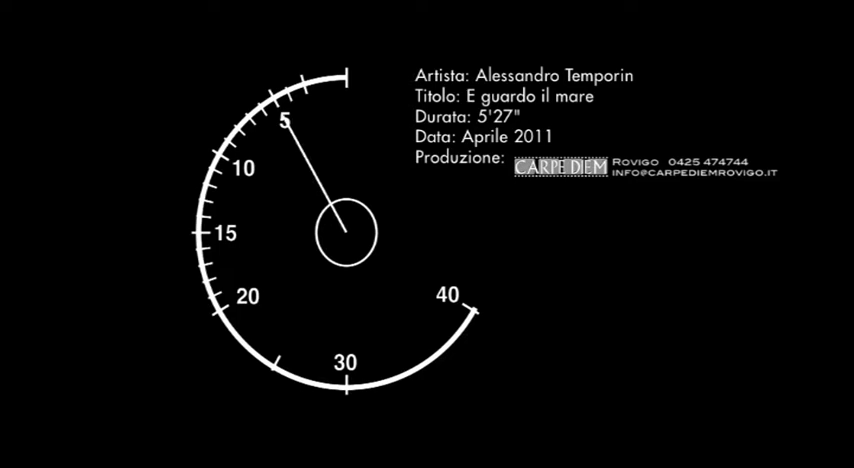 Artista: Alessandro Temporin
Titolo: E guardo il mare
Durata: 5'27"
Data: Aprile 2011
Produzione: CARPE DIEM ROVIGO 0425 474744
INFO@CARPEDIEMROVIGO.IT
5
10
15
20
30
40